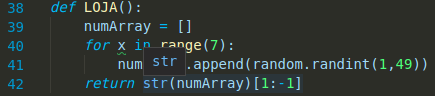 38 def LOJA():
39 numArray = []
40 for x in range(7):
41 num .append(random.randint(1,49))
str
42 return str(numArray)[1:-1]